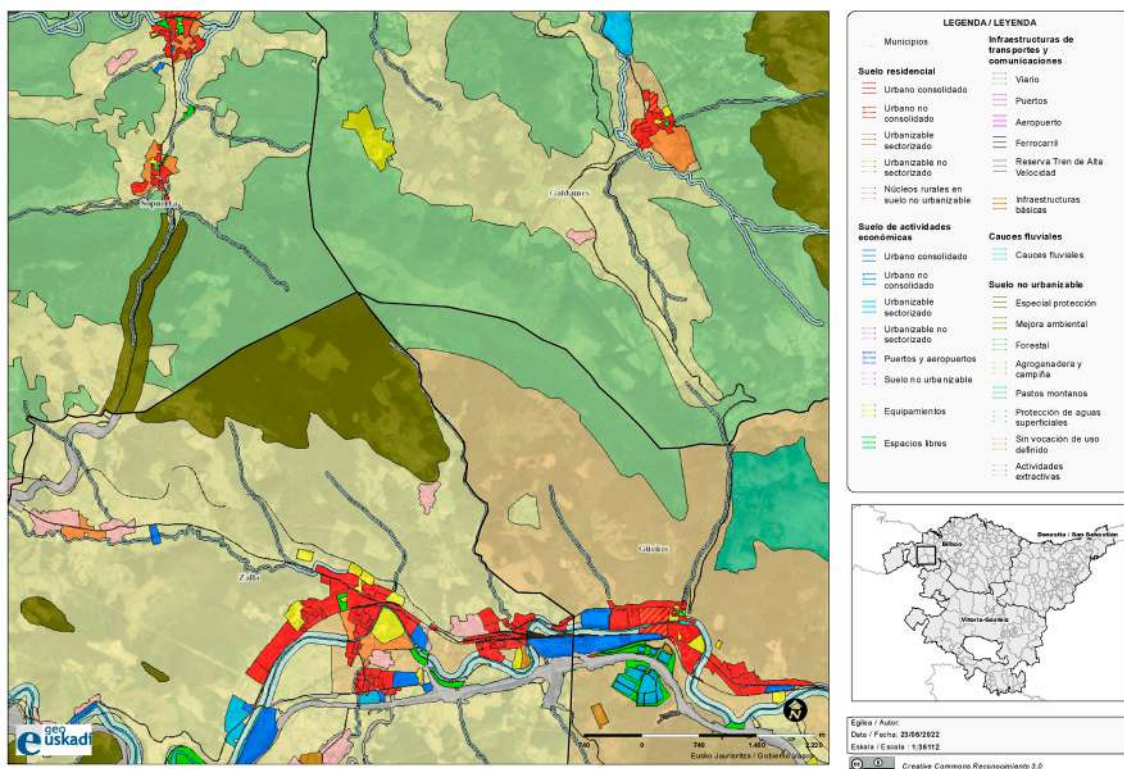 Sopuerta
Galdames
Zalla
Güeñes
geo
euskadi
740 0 740 1.480 2.220 m
Eusko Jaurlaritza / Gobierno Vasco
LEGENDA / LEYENDA
Municipios
Suelo residencial
Urbano consolidado
Urbano no
consolidado
Urbanizable
sectorizado
Urbanizable no
sectorizado
Núcleos rurales en
suelo no urbanizable
Suelo de actividades
económicas
Urbano consolidado
Urbano no
consolidado
Urbanizable
sectorizado
Urbanizable no
sectorizado
Puertos y aeropuertos
Suelo no urbanizable
Equipamientos
Espacios libres
Infraestructuras de
transportes y
comunicaciones
Viario
Puertos
Aeropuerto
Ferrocarril
Reserva Tren de Alta
Velocidad
Infraestructuras
básicas
Cauces fluviales
Cauces fluviales
Suelo no urbanizable
Especial protección
Mejora ambiental
Forestal
Agroganadera y
campiña
Pastos montanos
Protección de aguas
superficiales
Sin vocación de uso
definido
Actividades
extractivas
Bilbao
Donostia / San Sebastián
Vitoria-Gasteiz
Egilea / Autor:
Data / Fecha: 23/06/2022
Eskala / Escala : 1:36112
Creative Commons Reconocimiento 3.0